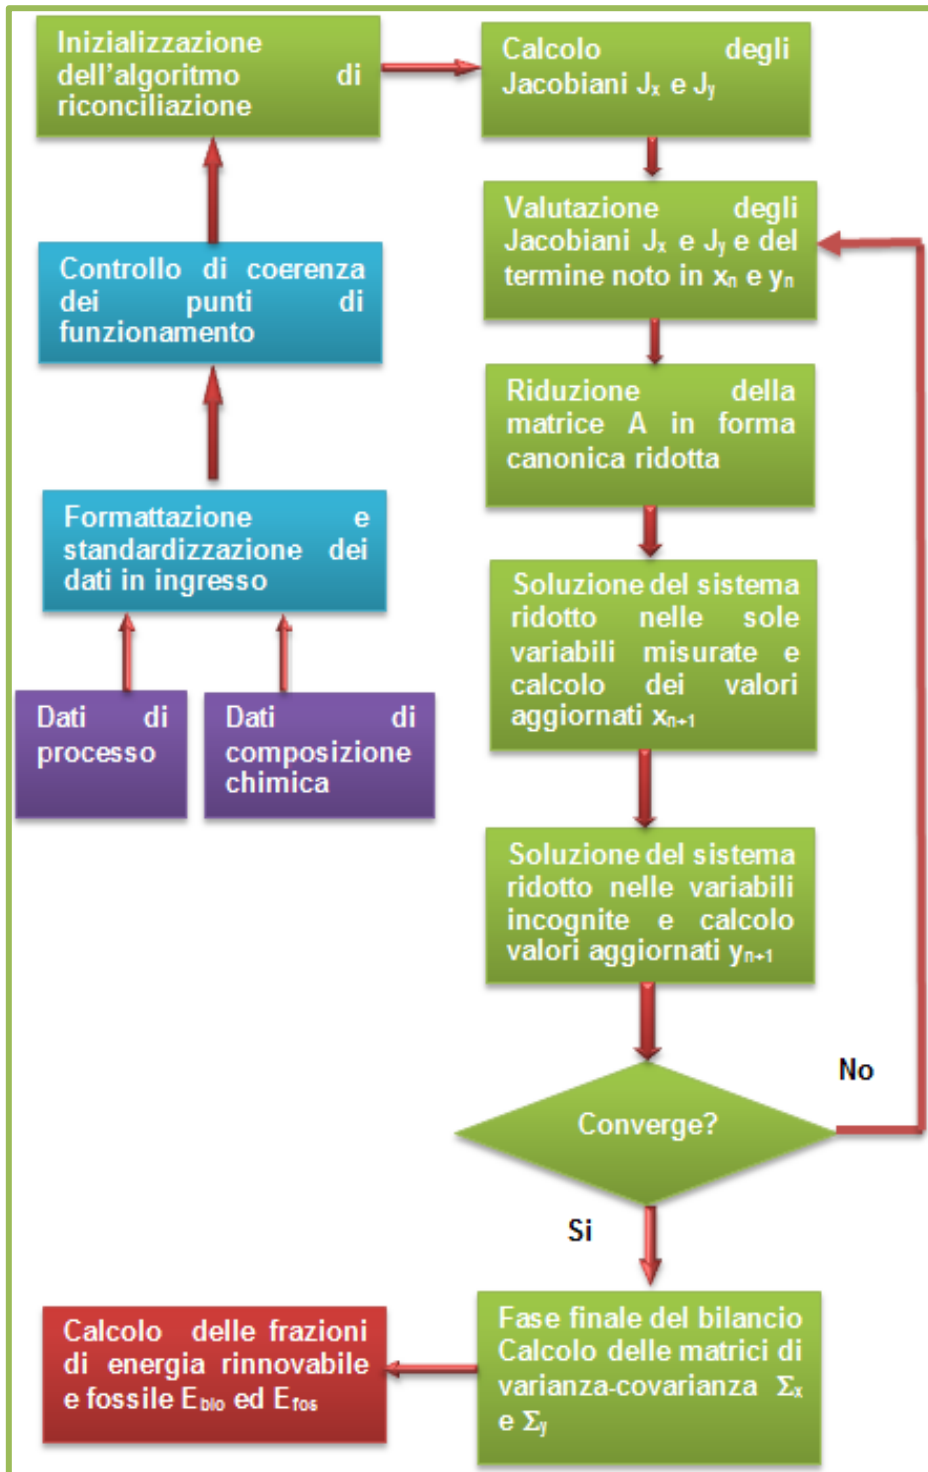 Inizializzazione
dell'algoritmo di
riconciliazione
Calcolo degli
Jacobiani Jx e Jy
Valutazione degli
Jacobiani Jx e Jy e del
termine noto in xn e yn
Controllo di coerenza
dei punti di
funzionamento
Riduzione della
matrice A in forma
canonica ridotta
Formattazione e
standardizzazione dei
dati in ingresso
Soluzione del sistema
ridotto nelle sole
variabili misurate e
calcolo dei valori
aggiornati xn+1
Dati di
processo
Dati di
composizione
chimica
Soluzione del sistema
ridotto nelle variabili
incognite e calcolo
valori aggiornati yn+1
Converge?
No
Si
Fase finale del bilancio
Calcolo delle matrici di
varianza-covarianza Σx
e Σy
Calcolo delle frazioni
di energia rinnovabile
e fossile Ebio ed Efos